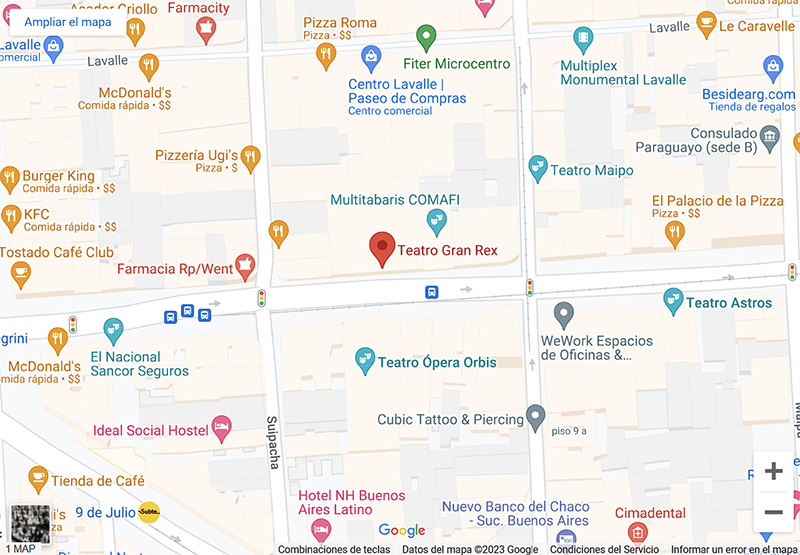 Ampliar el mapa
Asador Criollo
Farmacity
Pizza Roma
Pizza • $$
Lavalle
Le Caravelle
Lavalle
comercial
Lavalle
Fiter Microcentro
Multiplex
Monumental Lavalle
McDonald's
Comida rápida • $$
Centro Lavalle |
Paseo de Compras
Centro comercial
Besidearg.com
Tienda de regalos
Consulado
Paraguayo (sede B)
Pizzería Ugi's
Pizza • $
Burger King
Comida rápida • $$
Teatro Maipo
Multitabaris COMAFI
El Palacio de la Pizza
Pizza • $$
KFC
Comida rápida • $$
Tostado Café Club
Teatro Gran Rex
Farmacia Rp/Went
Teatro Astros
grini
El Nacional
Sancor Seguros
WeWork Espacios
de Oficinas &...
McDonald's
mida rápida • $$
Teatro Ópera Orbis
Cubic Tattoo & Piercing
piso 9 a
Ideal Social Hostel
Suipacha
Tienda de Café
Hotel NH Buenos
Aires Latino
i's
$
9 de Julio
Subte
Nuevo Banco del Chaco
- Suc. Buenos Aires
Cimadental
Google
1 MAP
Combinaciones de teclas
Datos del mapa ©2023 Google
Condiciones del Servicio
Informar un error en el maps